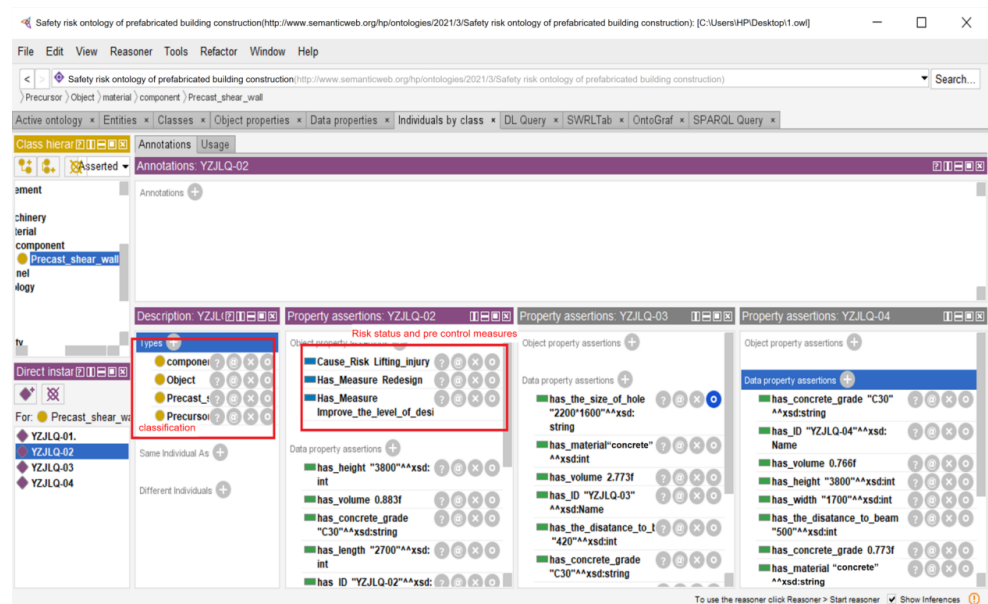 Safety risk ontology of prefabricated building construction(http://www.semanticweb.org/hp/ontologies/2021/3/Safety risk ontology of prefabricated building construction): [C:\Users\HP\Desktop\1.owl]
File Edit View Reasoner Tools Refactor Window Help
Safety risk ontology of prefabricated building construction(http://www.semanticweb.org/hp/ontologies/2021/3/Safety risk ontology of prefabricated building construction) Search...
Precursor Object material component Precast_shear_wall
Active ontology × Entities × Classes × Object properties × Data properties × Individuals by class × DL Query × SWRLTab × OntoGraf × SPARQL Query ×
Class hierar Annotations Usage
Asserted Annotations: YZJLQ-02
Annotations
ement
chinery
terial
component
Precast_shear_wall
nel
ology
Description: YZJL( Property assertions: YZJLQ-02 Property assertions: YZJLQ-03 Property assertions: YZJLQ-04
Risk status and pre control measures
Types
componer
Object
Precast_s
Precursor
classification
Same Individual As
Different Individuals
Direct instar
For: Precast_shear_wa
YZJLQ-01.
YZJLQ-02
YZJLQ-03
YZJLQ-04
Cause_Risk Lifting_injury
Has_Measure Redesign
Has_Measure
Improve_the_level_of_desi
Data property assertions
has_height "3800"^^xsd:
int
has_volume 0.883f
has_concrete_grade
"C30"^^xsd:string
has_length "2700"^^xsd:
int
has_ID "YZJLQ-02"^^xsd:
Object property assertions
Data property assertions
has_the_size_of_hole
"2200*1600"^^xsd:
string
has_material“concrete”
^^xsd:int
has_volume 2.773f
has_ID "YZJLQ-03"
^^xsd:Name
has_the_disatance_to_t
"420"^^xsd:int
has_concrete_grade
"C30"^^xsd:string
Object property assertions
Data property assertions
has_concrete_grade "C30"
^^xsd:string
has_ID "YZJLQ-04"^^xsd:
Name
has_volume 0.766f
has_height "3800"^^xsd:int
has_width "1700"^^xsd:int
has_the_disatance_to_beam
"500"^^xsd:int
has_concrete_grade 0.773f
has_material “concrete”
^^xsd:string
To use the reasoner click Reasoner > Start reasoner Show Inferences